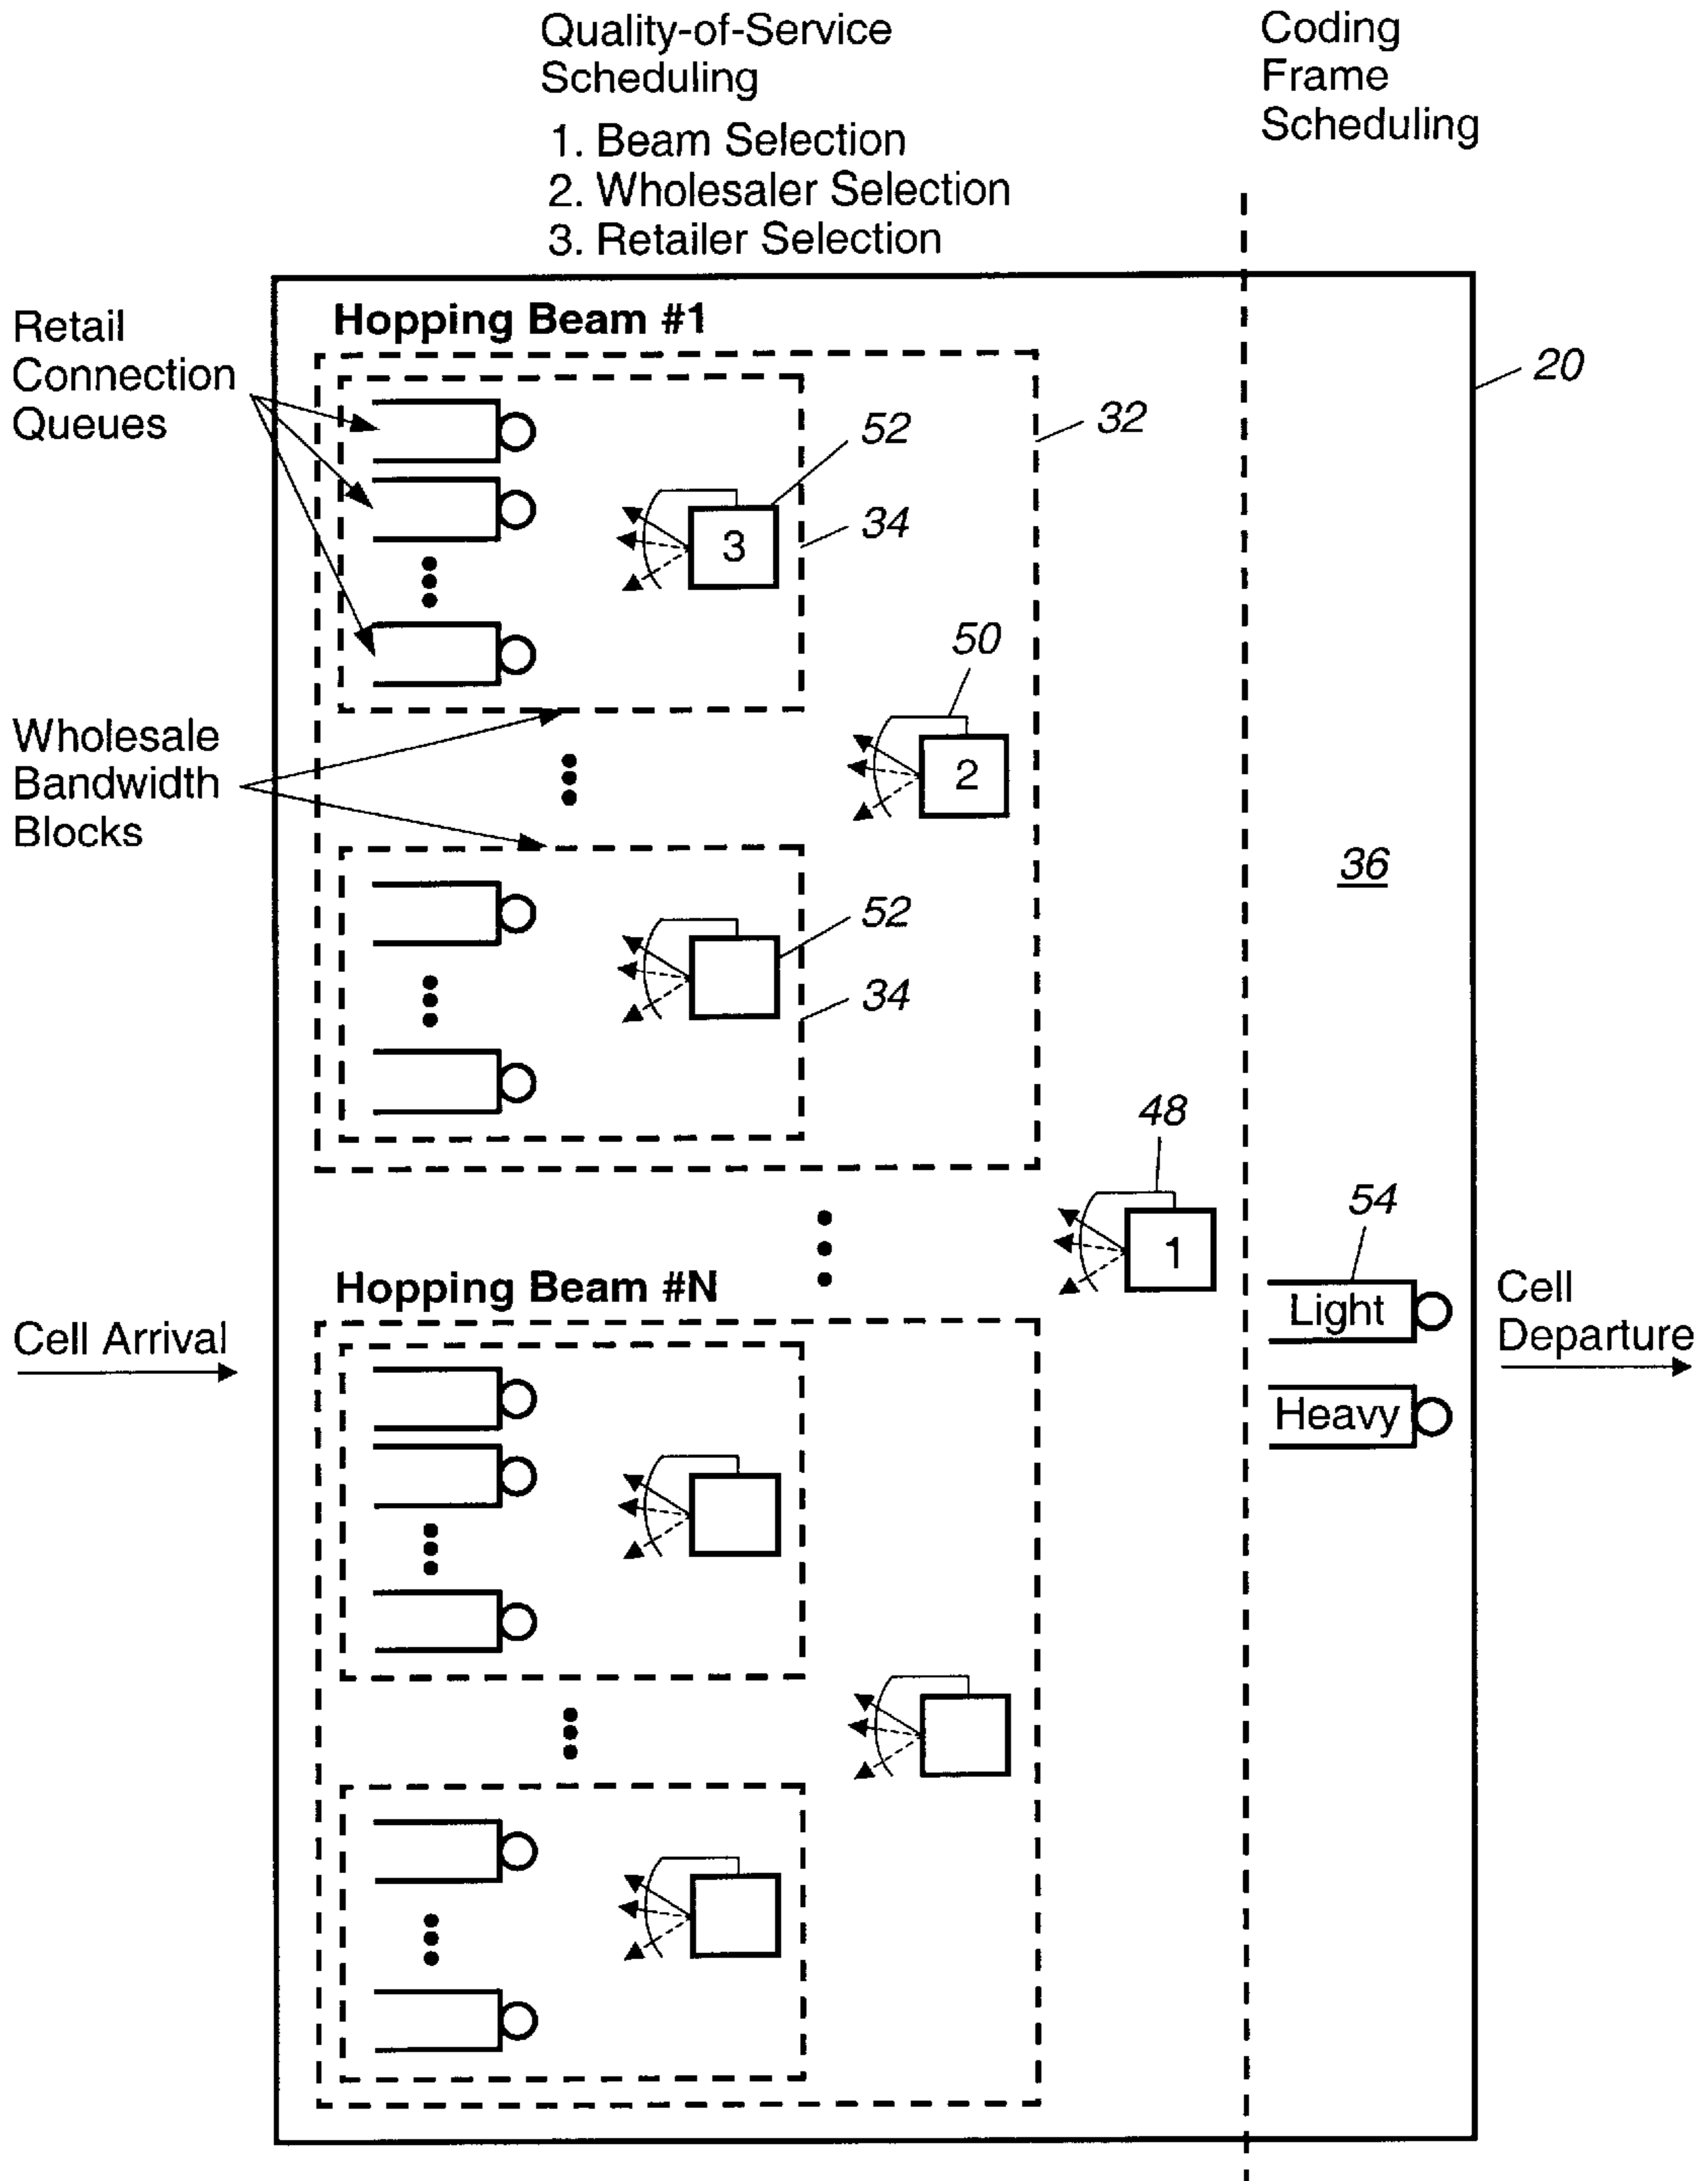 Quality-of-Service
Scheduling
1. Beam Selection
2. Wholesaler Selection
3. Retailer Selection
Coding
Frame
Scheduling
Hopping Beam #1
Retail
Connection
Queues
20
32
52
34
3
50
Wholesale
Bandwidth
Blocks
2
36
52
34
48
1
54
Hopping Beam #N
Light
Cell
Departure
Cell Arrival
Heavy